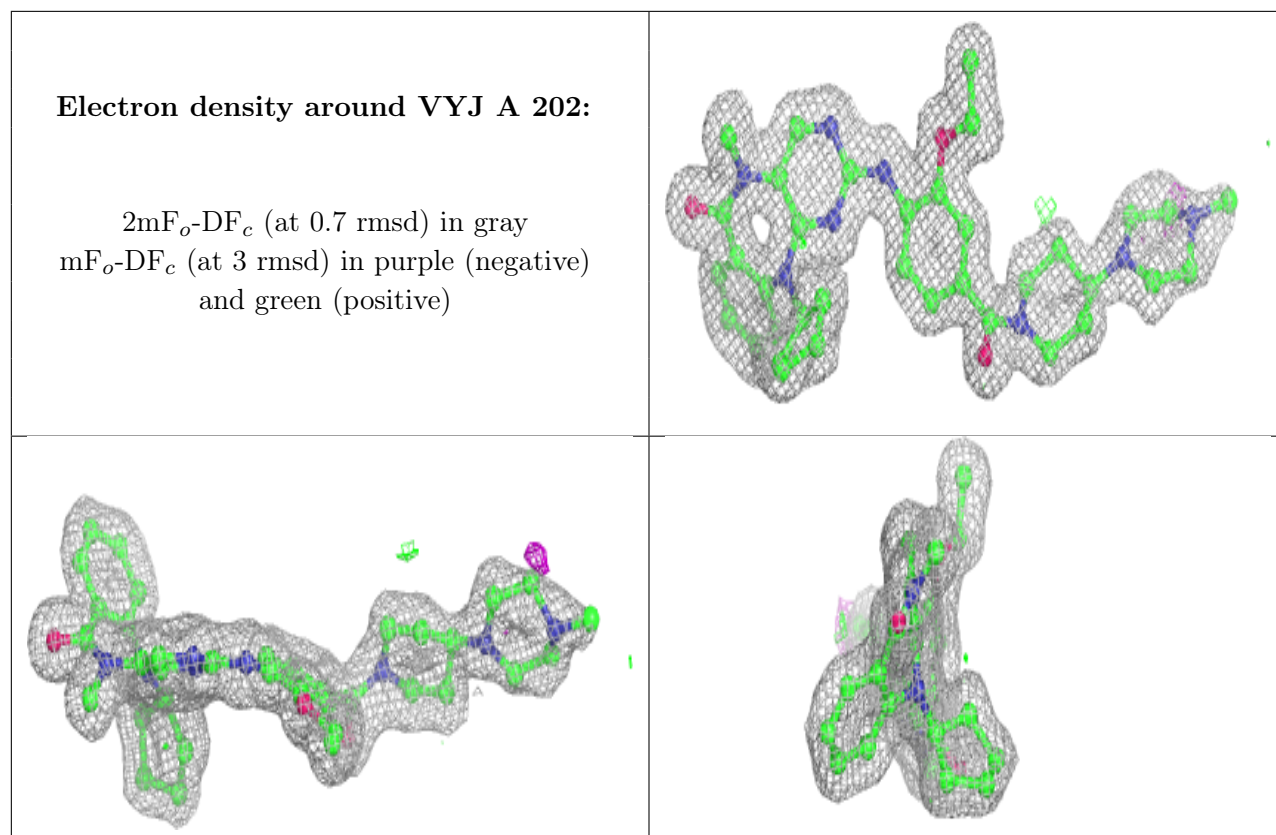 Electron density around VYJ A 202:
2mFo-DFc (at 0.7 rmsd) in gray
mFo-DFc (at 3 rmsd) in purple (negative)
and green (positive)
A